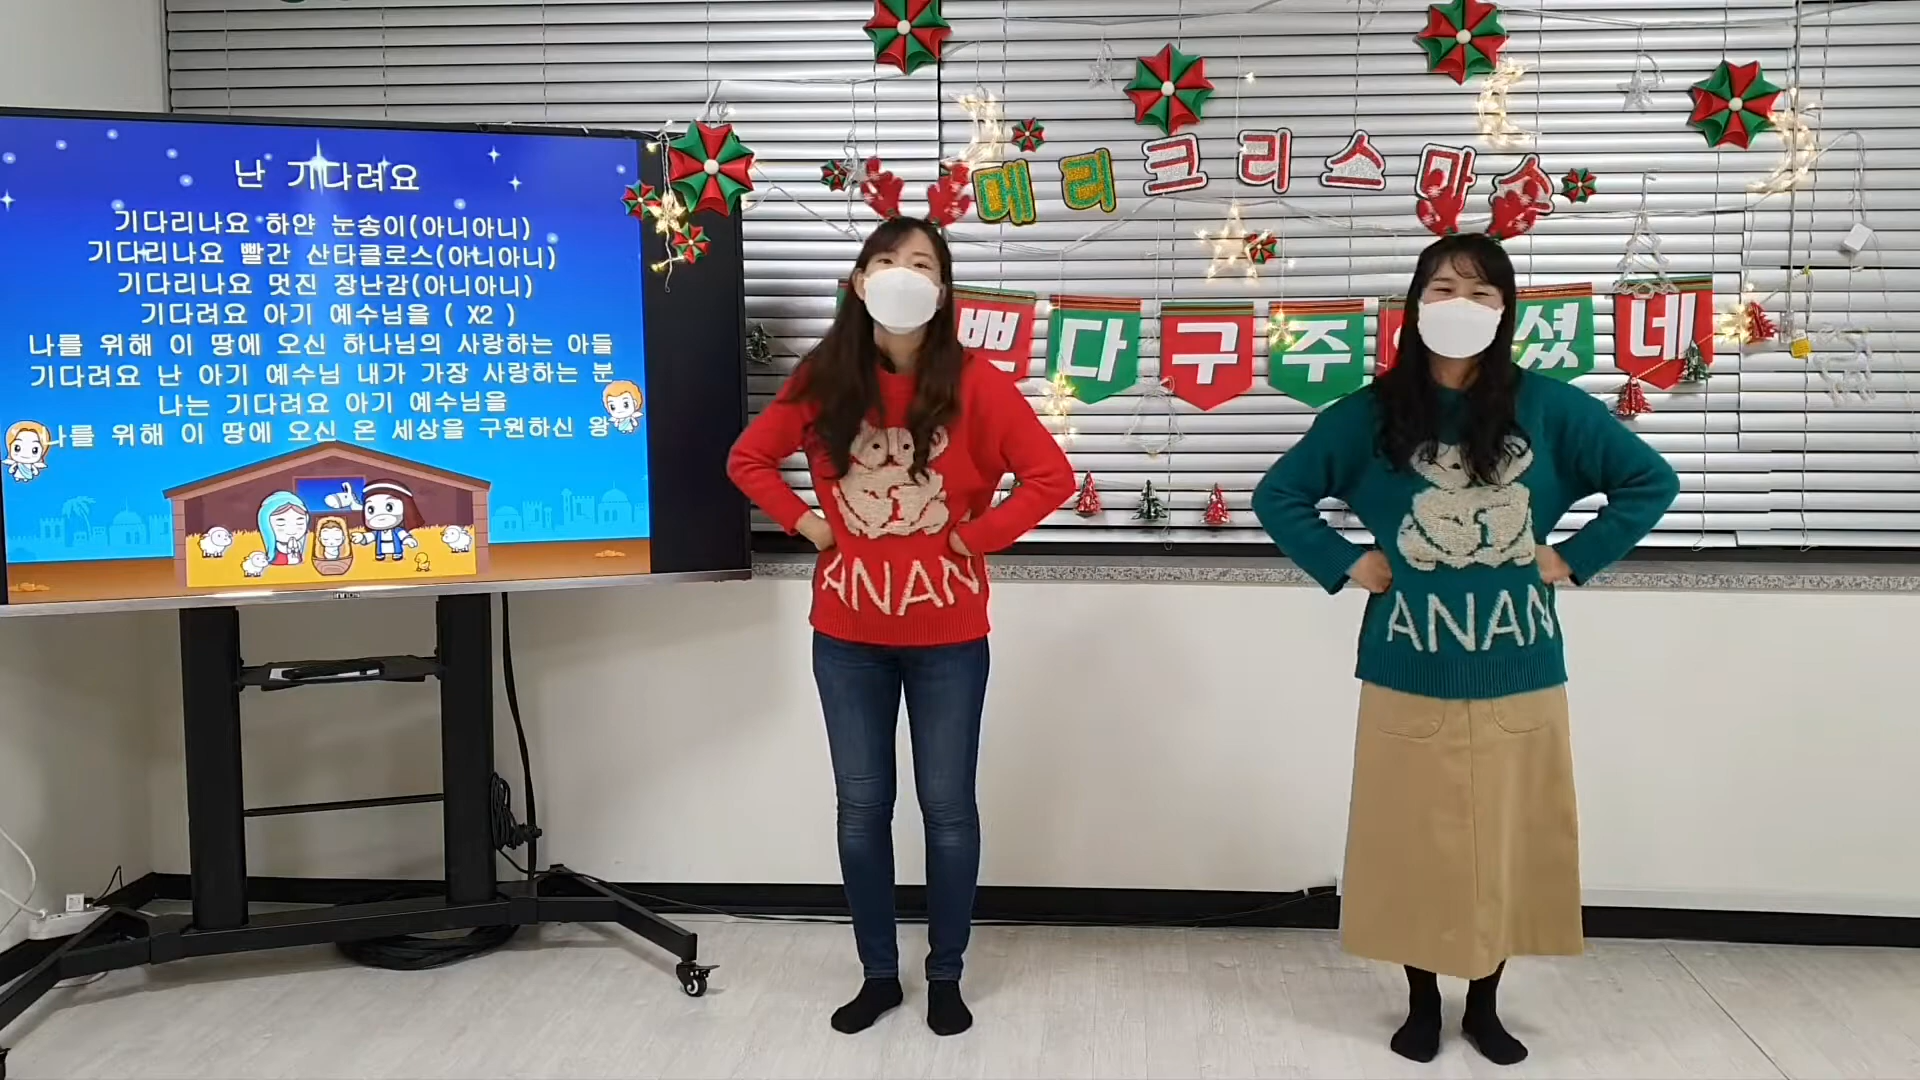 난 기다려요
기다리나요 하얀 눈송이(아니아니)
기다리나요 빨간 산타클로스(아니아니)
기다리나요 멋진 장난감(아니아니)
기다려요 아기 예수님을 ( X2 )
나를 위해 이 땅에 오신 하나님의 사랑하는 아들
기다려요 난 아기 예수님 내가 가장 사랑하는 분
나는 기다려요 아기 예수님을
나를 위해 이 땅에 오신 온 세상을 구원하신 왕
메리 크리스마스
쁘다 구주 셨네
ANAN
ANAN